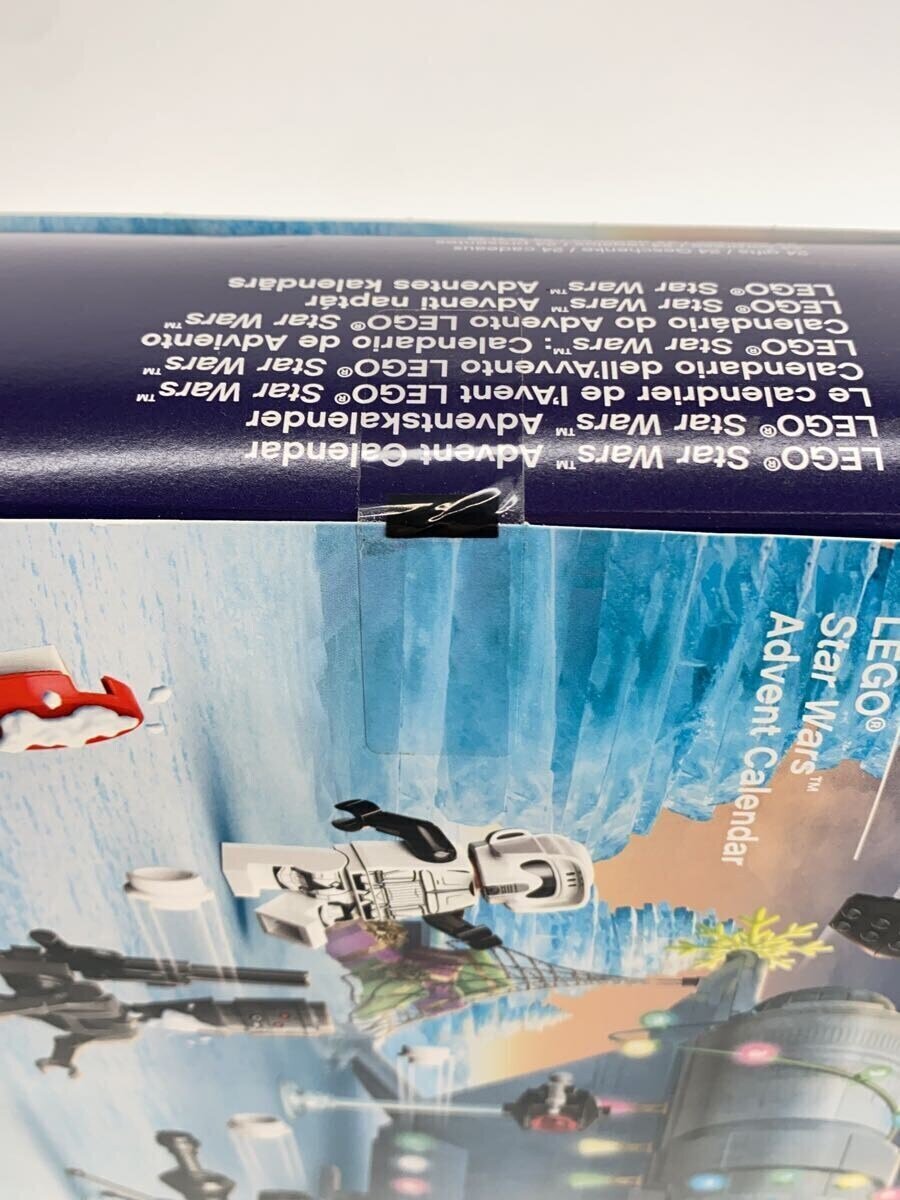 LEGO® Star Wars™ Advent Calendar
LEGO® Star Wars™ Adventskalender
Le calendrier de l'Avent LEGO® Star Wars™
Calendario dell'Avvento LEGO® Star Wars™
LEGO® Star Wars™: Calendario de Adviento
Calendário do Advento LEGO® Star Wars™
LEGO® Star Wars™ Adventi naptár
LEGO® Star Wars™ Adventes kalendārs
24 gifts / 24 Geschenke / 24 cadeaux
LEGO®
Star Wars™
Advent Calendar